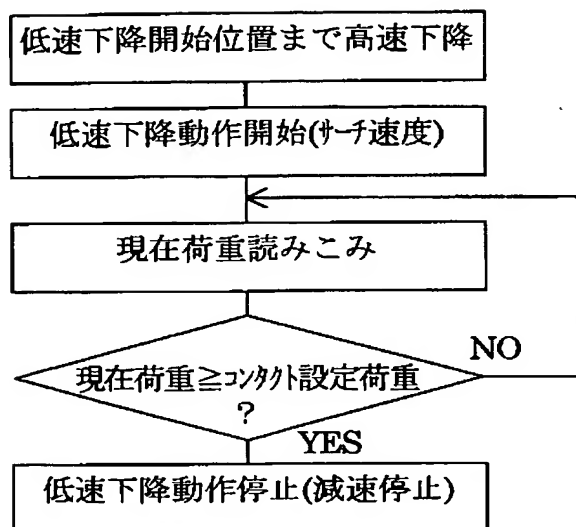 低速下降開始位置まで高速下降
低速下降動作開始(ｻｰﾁ速度)
現在荷重読みこみ
現在荷重≧ｺﾝﾀｸﾄ設定荷重
?
NO
YES
低速下降動作停止(減速停止)